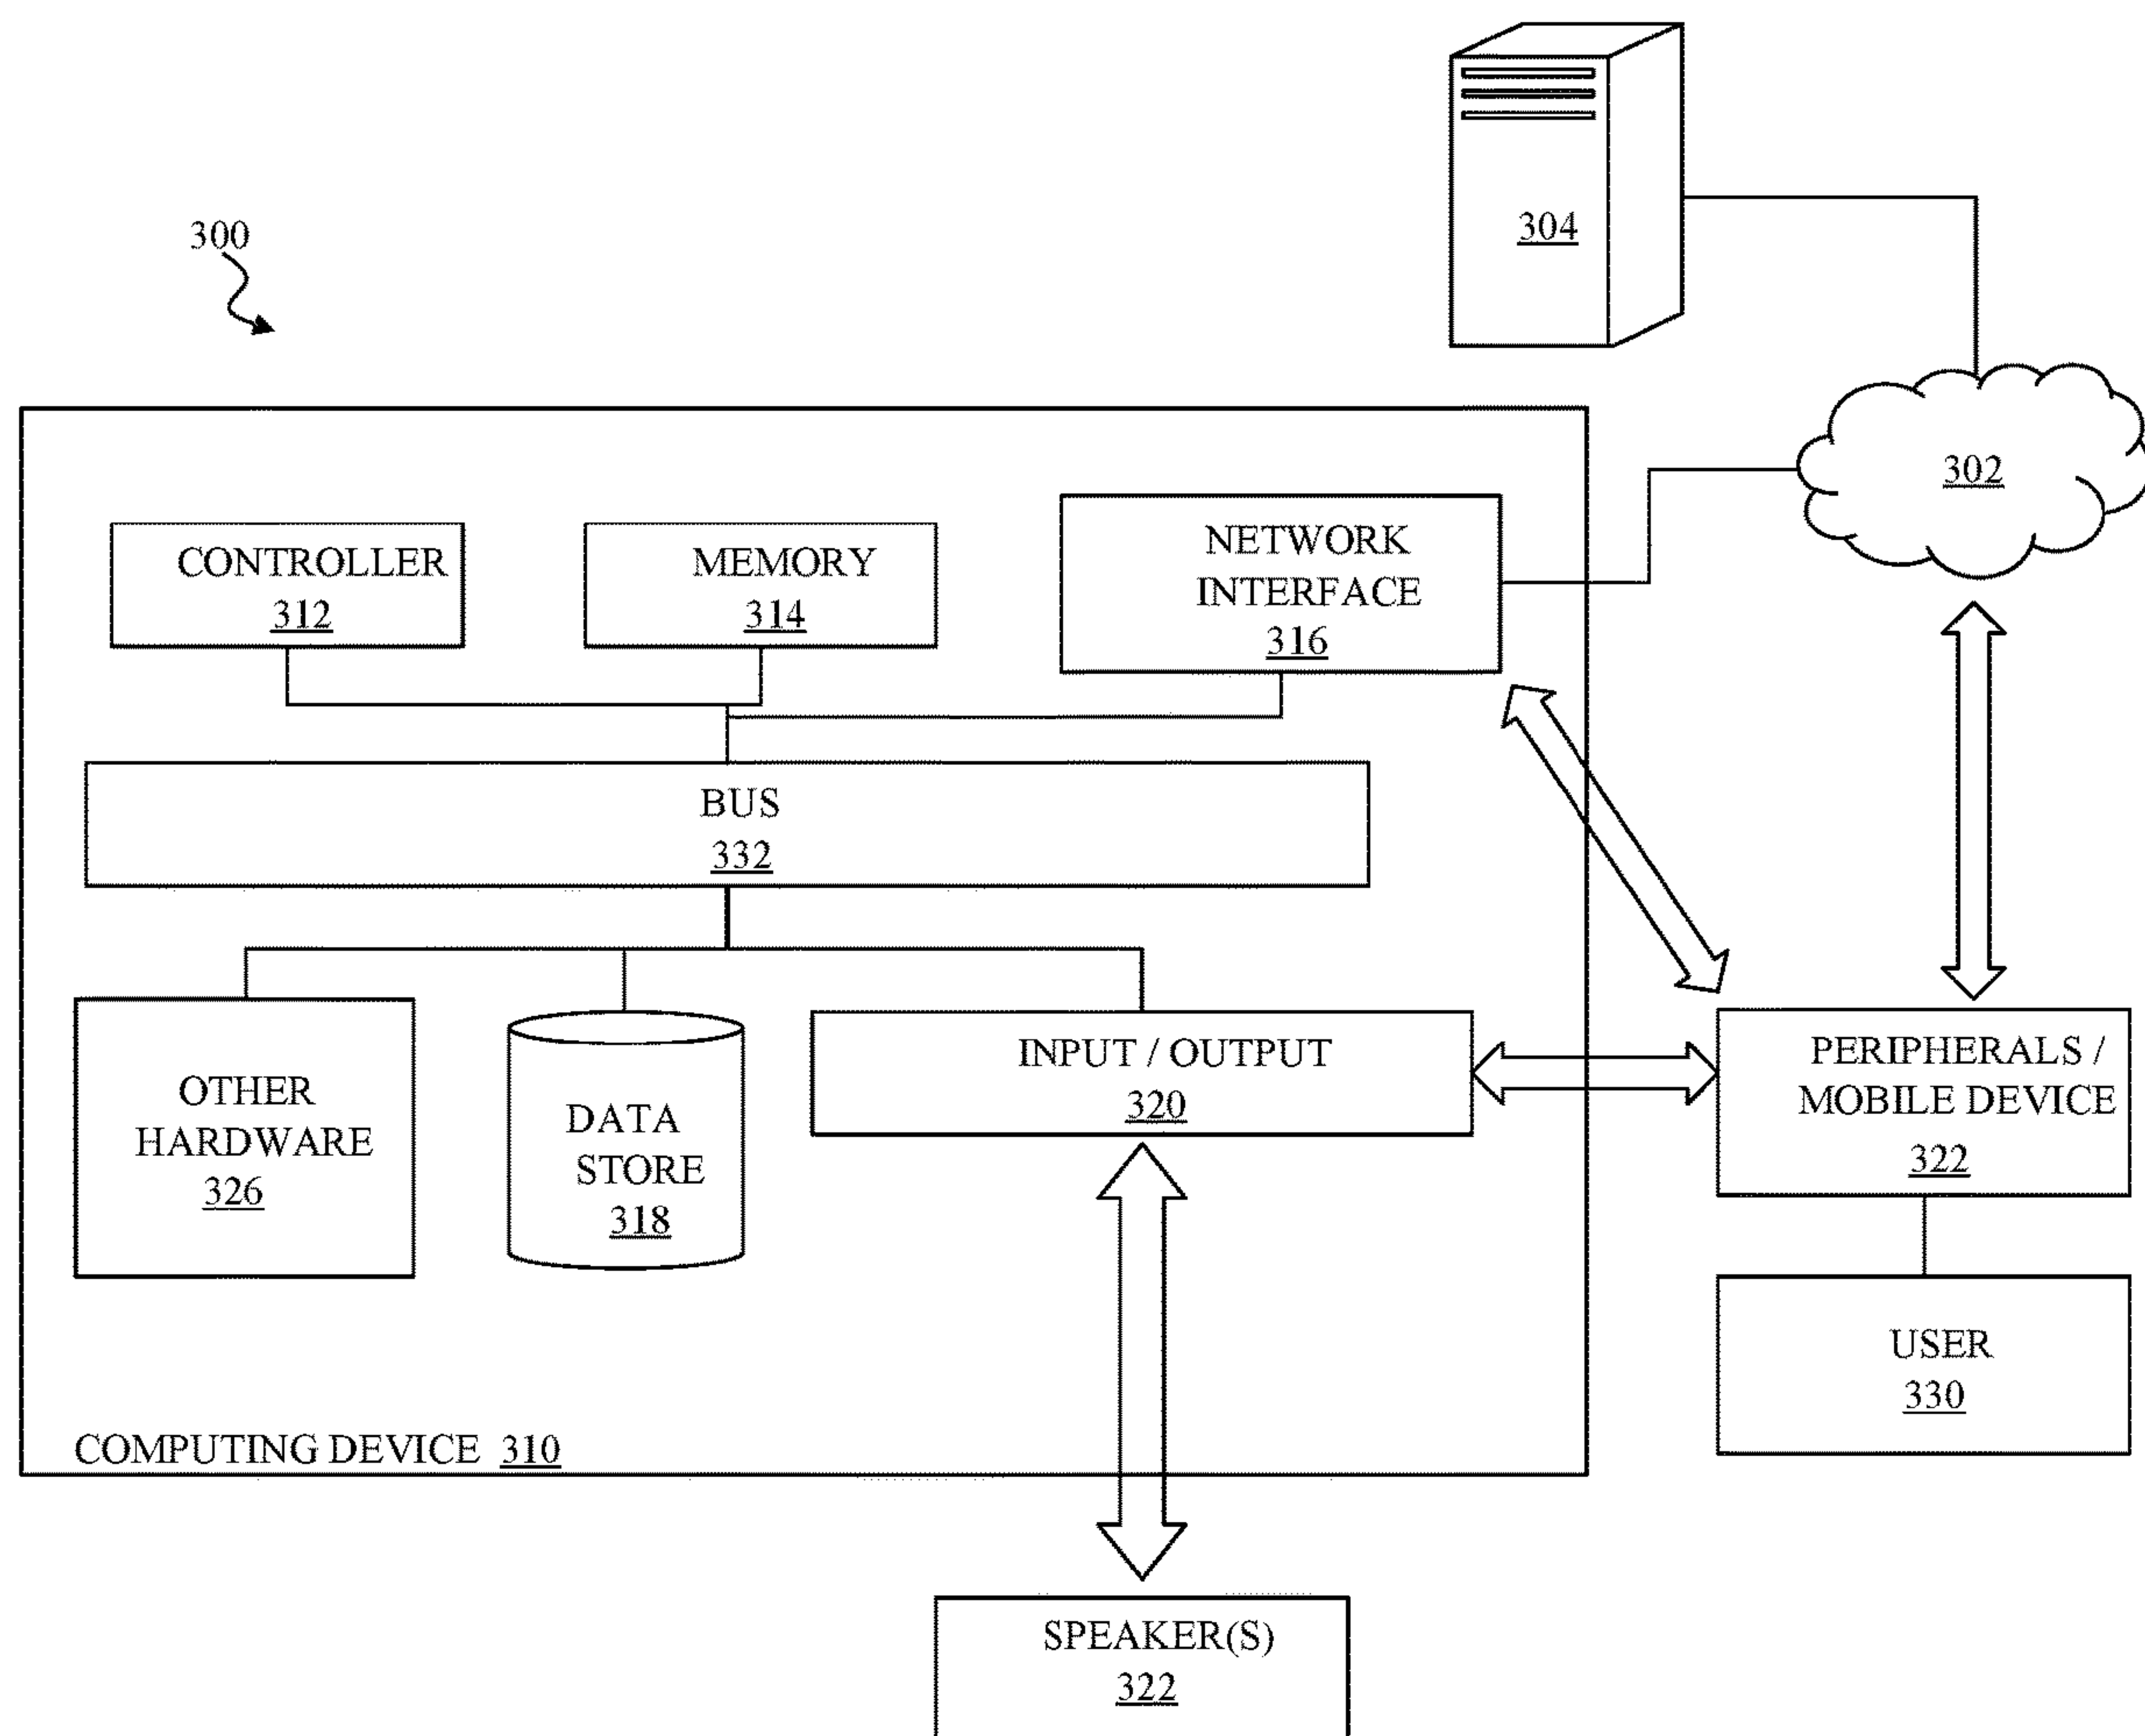 304
300
302
CONTROLLER
312
MEMORY
314
NETWORK
INTERFACE
316
BUS
332
OTHER
HARDWARE
326
DATA
STORE
318
INPUT / OUTPUT
320
PERIPHERALS /
MOBILE DEVICE
322
USER
330
COMPUTING DEVICE 310
SPEAKER(S)
322